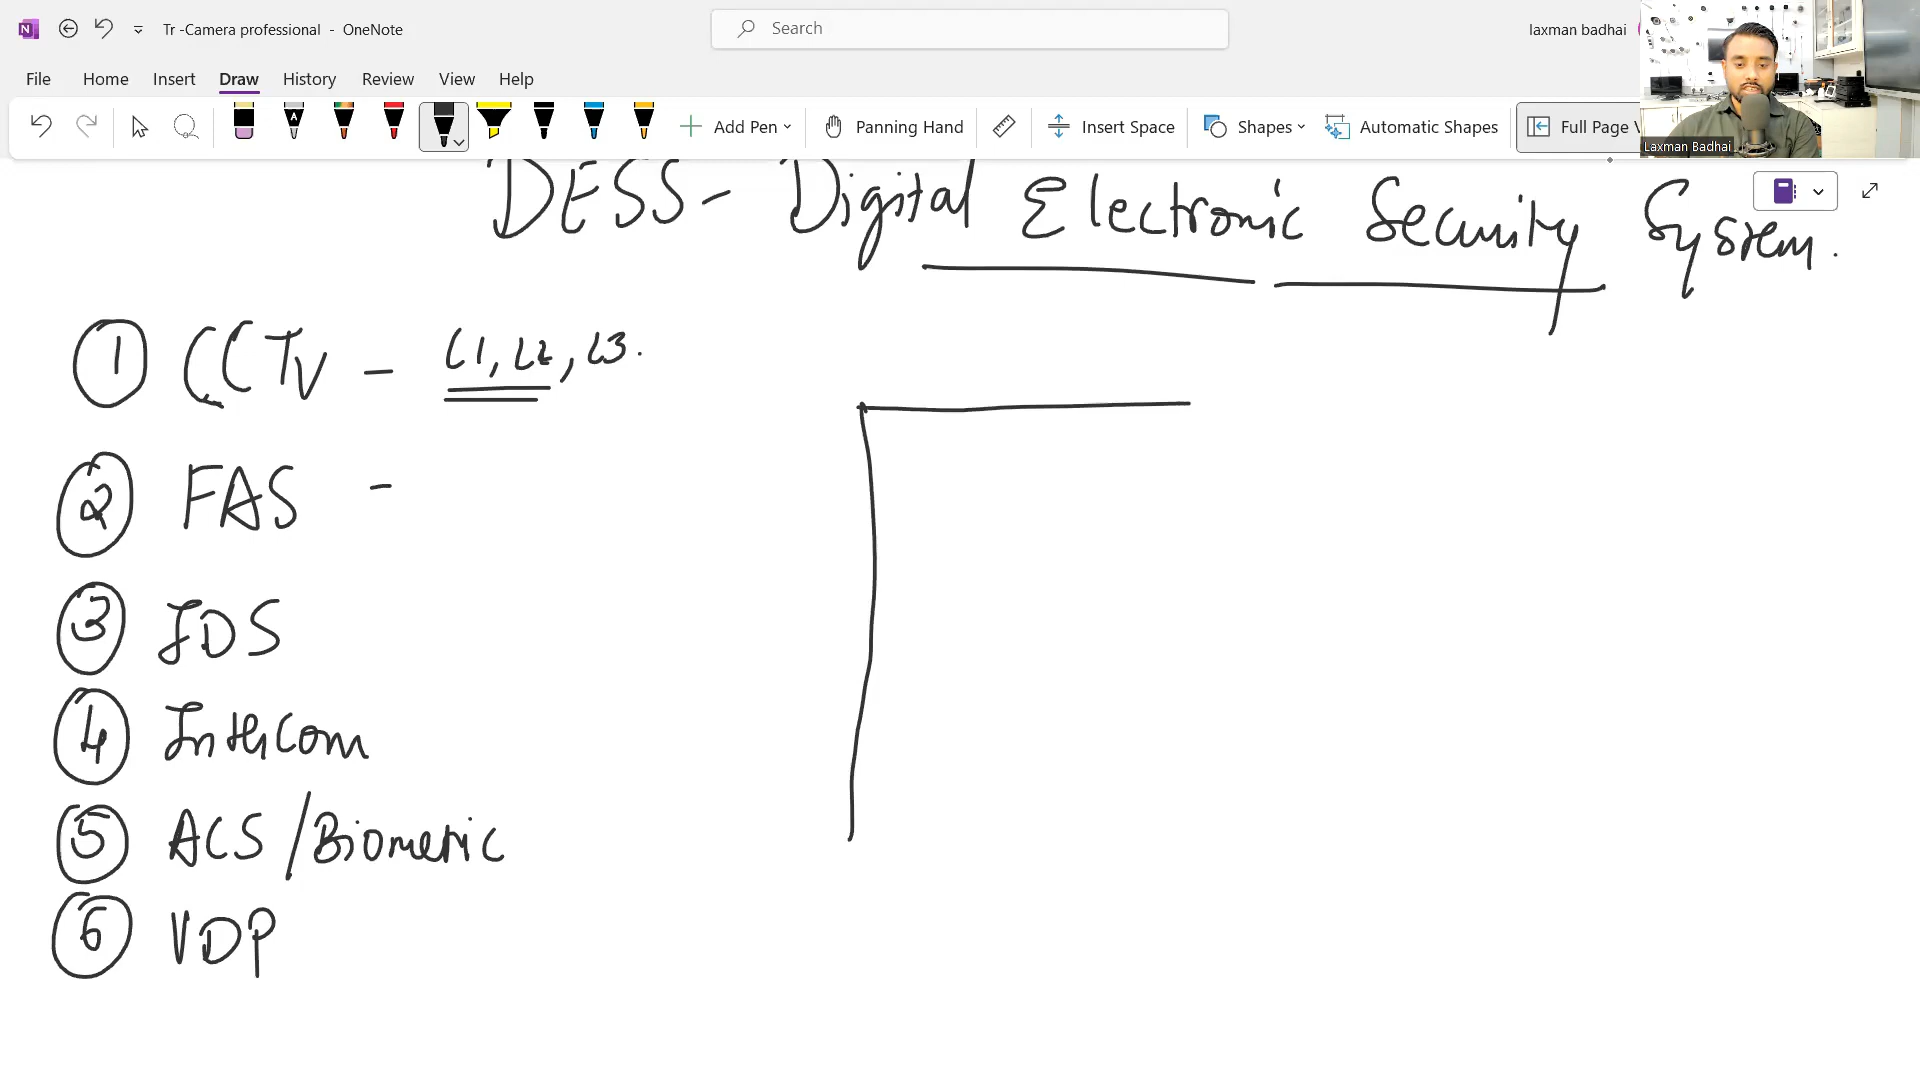 Tr -Camera professional - OneNote
Search
laxman badhai
File Home Insert Draw History Review View Help
Add Pen Panning Hand Insert Space Shapes Automatic Shapes Full Page V
Laxman Badhai
DESS- Digital Electronic Security System.
1 CCTV - L1, L2, L3.
2 FAS -
3 IDS
4 Intercom
5 ACS /Biometric
6 VDP